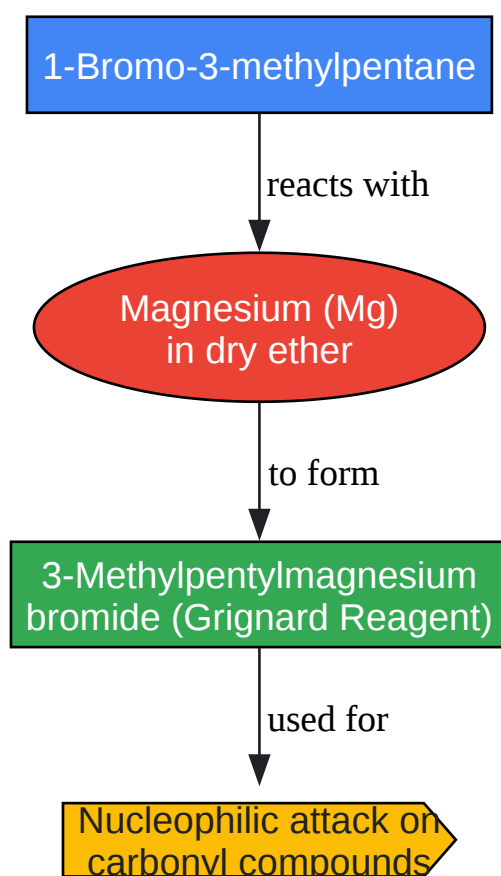 1-Bromo-3-methylpentane
reacts with
Magnesium (Mg)
in dry ether
to form
3-Methylpentylmagnesium
bromide (Grignard Reagent)
used for
Nucleophilic attack on
carbonyl compounds